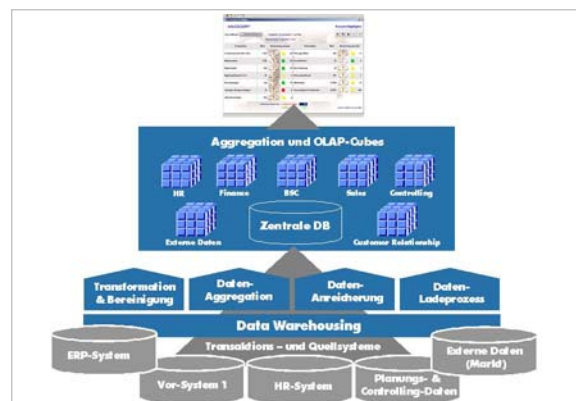 Aggregation und OLAP-Cubes
HR
Finance
BSC
Sales
Controlling
Externe Daten
Zentrale DB
Customer Relationship
Transformation
& Bereinigung
Daten-
Aggregation
Daten-
Anreicherung
Daten-
Ladeprozess
Data Warehousing
Transaktions – und Quellsysteme
ERP-System
Vor-System 1
HR-System
Planungs- &
Controlling-Daten
Externe Daten
(Markt)